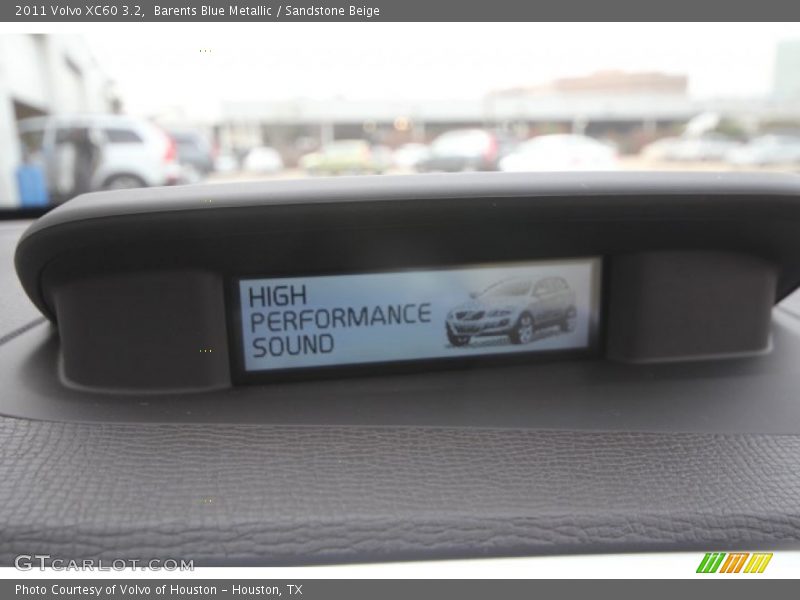 2011 Volvo XC60 3.2, Barents Blue Metallic / Sandstone Beige
HIGH
PERFORMANCE
SOUND
GTCARLOT.COM
Photo Courtesy of Volvo of Houston - Houston, TX